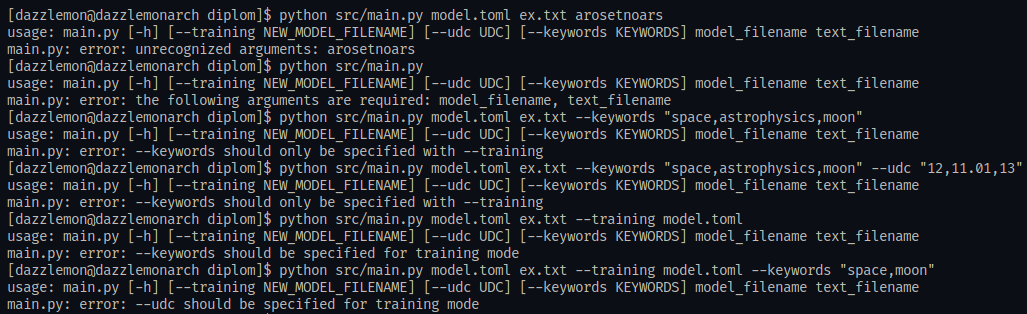 [dazzlemon@dazzlemonarch diplom]$ python src/main.py model.toml ex.txt arosetnoars
usage: main.py [-h] [--training NEW_MODEL_FILENAME] [--udc UDC] [--keywords KEYWORDS] model_filename text_filename
main.py: error: unrecognized arguments: arosetnoars
[dazzlemon@dazzlemonarch diplom]$ python src/main.py
usage: main.py [-h] [--training NEW_MODEL_FILENAME] [--udc UDC] [--keywords KEYWORDS] model_filename text_filename
main.py: error: the following arguments are required: model_filename, text_filename
[dazzlemon@dazzlemonarch diplom]$ python src/main.py model.toml ex.txt --keywords "space,astrophysics,moon"
usage: main.py [-h] [--training NEW_MODEL_FILENAME] [--udc UDC] [--keywords KEYWORDS] model_filename text_filename
main.py: error: --keywords should only be specified with --training
[dazzlemon@dazzlemonarch diplom]$ python src/main.py model.toml ex.txt --keywords "space,astrophysics,moon" --udc "12,11.01,13"
usage: main.py [-h] [--training NEW_MODEL_FILENAME] [--udc UDC] [--keywords KEYWORDS] model_filename text_filename
main.py: error: --keywords should only be specified with --training
[dazzlemon@dazzlemonarch diplom]$ python src/main.py model.toml ex.txt --training model.toml
usage: main.py [-h] [--training NEW_MODEL_FILENAME] [--udc UDC] [--keywords KEYWORDS] model_filename text_filename
main.py: error: --keywords should be specified for training mode
[dazzlemon@dazzlemonarch diplom]$ python src/main.py model.toml ex.txt --training model.toml --keywords "space,moon"
usage: main.py [-h] [--training NEW_MODEL_FILENAME] [--udc UDC] [--keywords KEYWORDS] model_filename text_filename
main.py: error: --udc should be specified for training mode